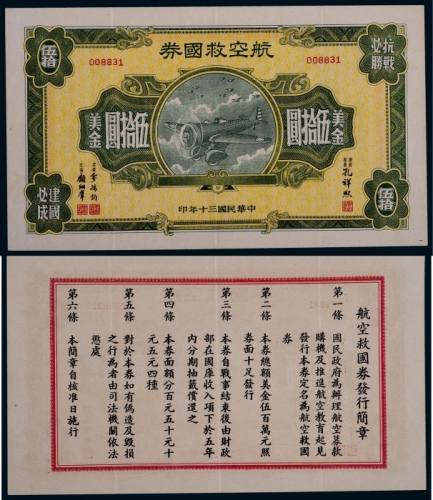 券國救空航
008831
008831
伍拾
抗戰必勝
美金
伍拾圓
美金
伍拾圓
建國必成
伍拾
孔祥熙
印年十三國民華中
航空救國券發行簡章
第一條 國民政府為辦理航空募款
購機及推進航空教育起見
發行本券定名為航空救國
券
第二條 本券總額美金伍百萬元照
券面十足發行
第三條 本券自戰事結束後由財政
部在國庫收入項下於五年
內分期抽籤償還之
第四條 本券面額分百元五十元十
元五元四種
第五條 對於本券如有偽造及毀損
之行為者由司法機關依法
懲處
第六條 本簡章自核准日施行